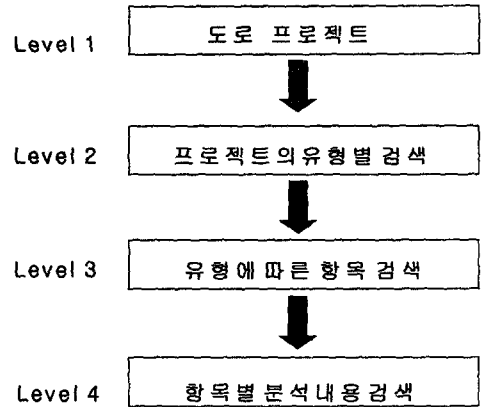 Level 1 도로 프로젝트
Level 2 프로젝트의유형별 검색
Level 3 유형에 따른 항목 검색
Level 4 항목별 분석내용검색